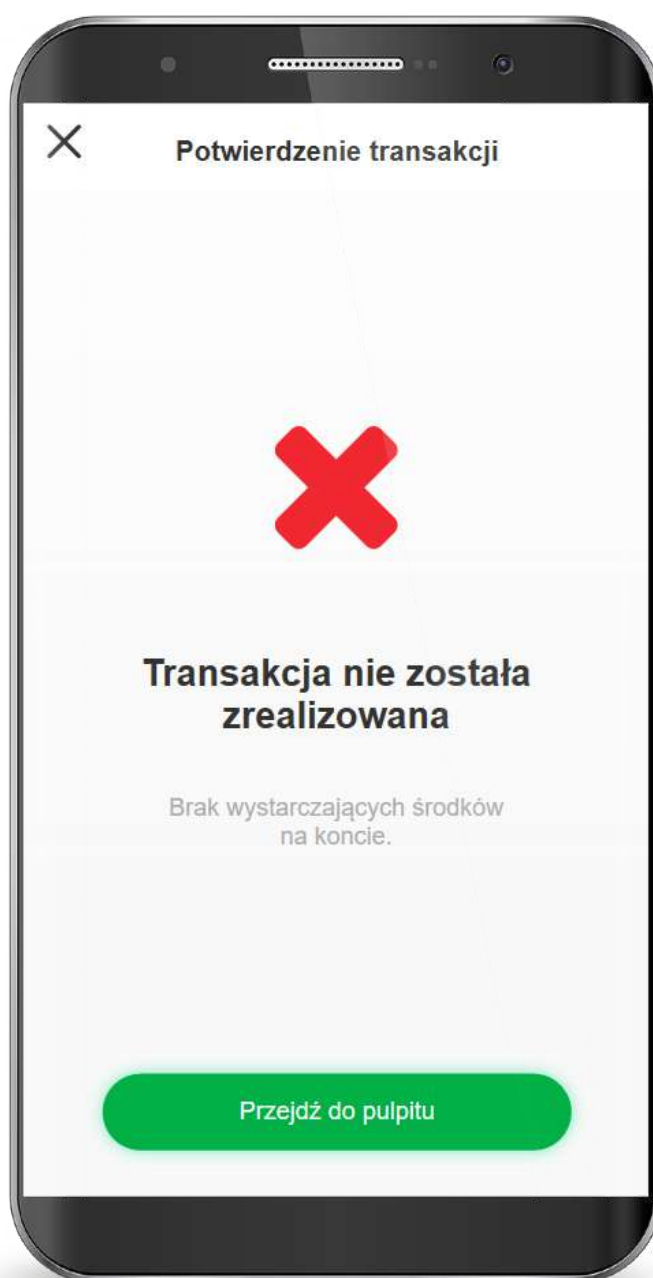 Potwierdzenie transakcji
Transakcja nie została
zrealizowana
Brak wystarczających środków
na koncie.
Przejdź do pulpitu